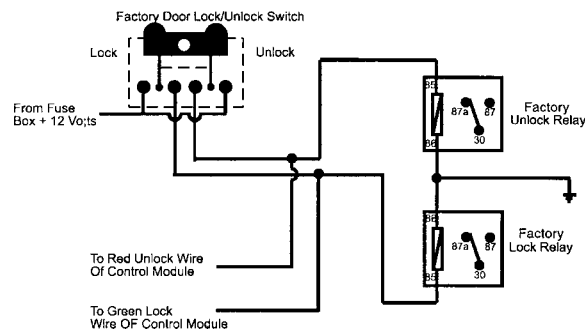 Factory Door Lock/Unlock Switch
Lock
Unlock
From Fuse
Box + 12 Vo;ts
85
87a
87
30
86
Factory
Unlock Relay
86
87a
87
30
85
Factory
Lock Relay
To Red Unlock Wire
Of Control Module
To Green Lock
Wire OF Control Module